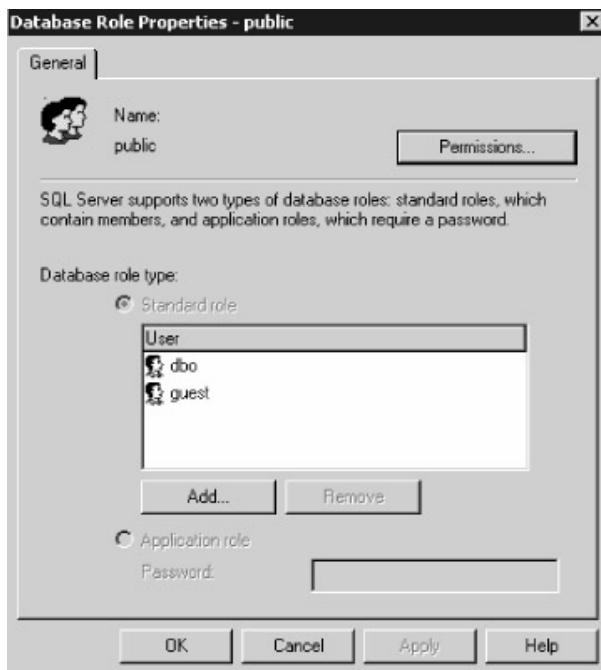 Database Role Properties - public
General
Name:
public
Permissions...
SQL Server supports two types of database roles: standard roles, which
contain members, and application roles, which require a password.
Database role type:
Standard role
User
dbo
guest
Add...
Remove
Application role
Password:
OK
Cancel
Apply
Help